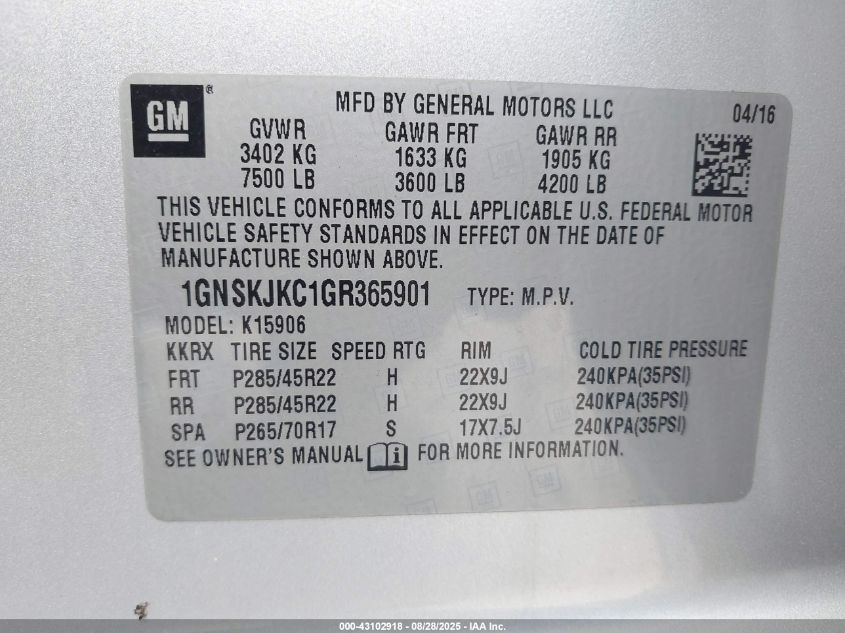 GM ®
MFD BY GENERAL MOTORS LLC 04/16
GVWR GAWR FRT GAWR RR
3402 KG 1633 KG 1905 KG
7500 LB 3600 LB 4200 LB
THIS VEHICLE CONFORMS TO ALL APPLICABLE U.S. FEDERAL MOTOR
VEHICLE SAFETY STANDARDS IN EFFECT ON THE DATE OF
MANUFACTURE SHOWN ABOVE.
1GNSKJKC1GR365901 TYPE: M.P.V.
MODEL: K15906
KKRX TIRE SIZE SPEED RTG RIM COLD TIRE PRESSURE
FRT P285/45R22 H 22X9J 240KPA(35PSI)
RR P285/45R22 H 22X9J 240KPA(35PSI)
SPA P265/70R17 S 17X7.5J 240KPA(35PSI)
SEE OWNER'S MANUAL i FOR MORE INFORMATION.
000-43102918 - 08/28/2025 - IAA Inc.